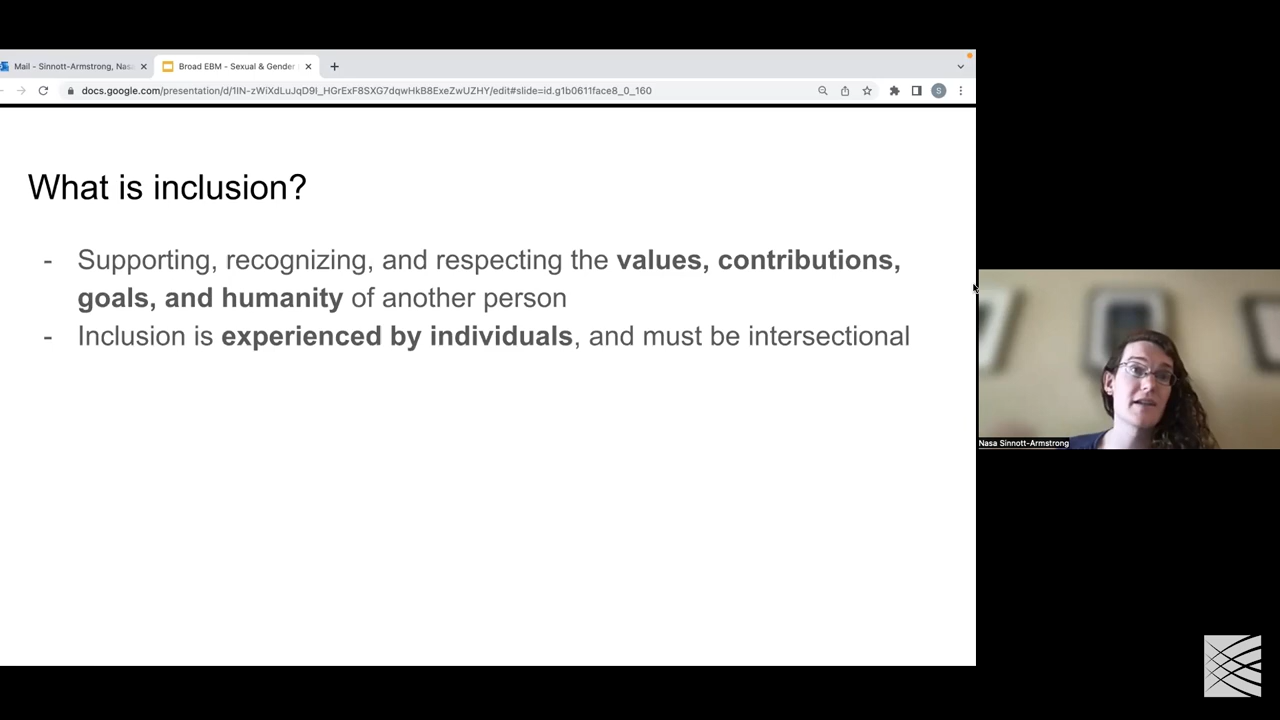 Mail - Sinnott-Armstrong, Nas
Broad EBM - Sexual & Gender
docs.google.com/presentation/d/1IN-zWiXdLuJqD9I_HGrExF8SXG7dqwHkB8ExeZwUZHY/edit#slide=id.g1b0611face8_0_160
S
What is inclusion?
- Supporting, recognizing, and respecting the values, contributions,
goals, and humanity of another person
- Inclusion is experienced by individuals, and must be intersectional
Nasa Sinnott-Armstrong